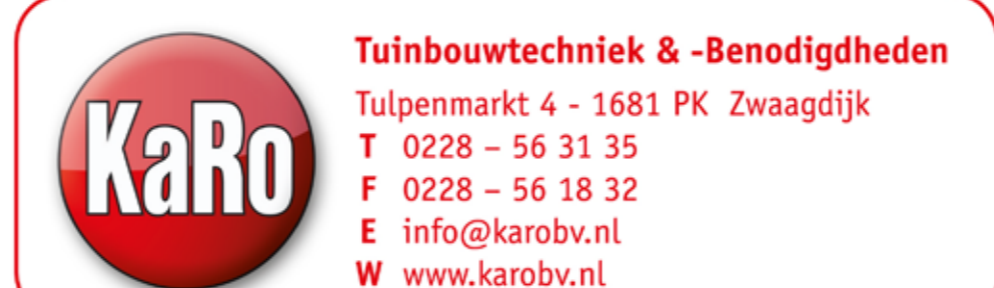 KaRo
Tuinbouwtechniek & -Benodigdheden
Tulpenmarkt 4 - 1681 PK Zwaagdijk
T 0228 – 56 31 35
F 0228 – 56 18 32
E info@karobv.nl
W www.karobv.nl